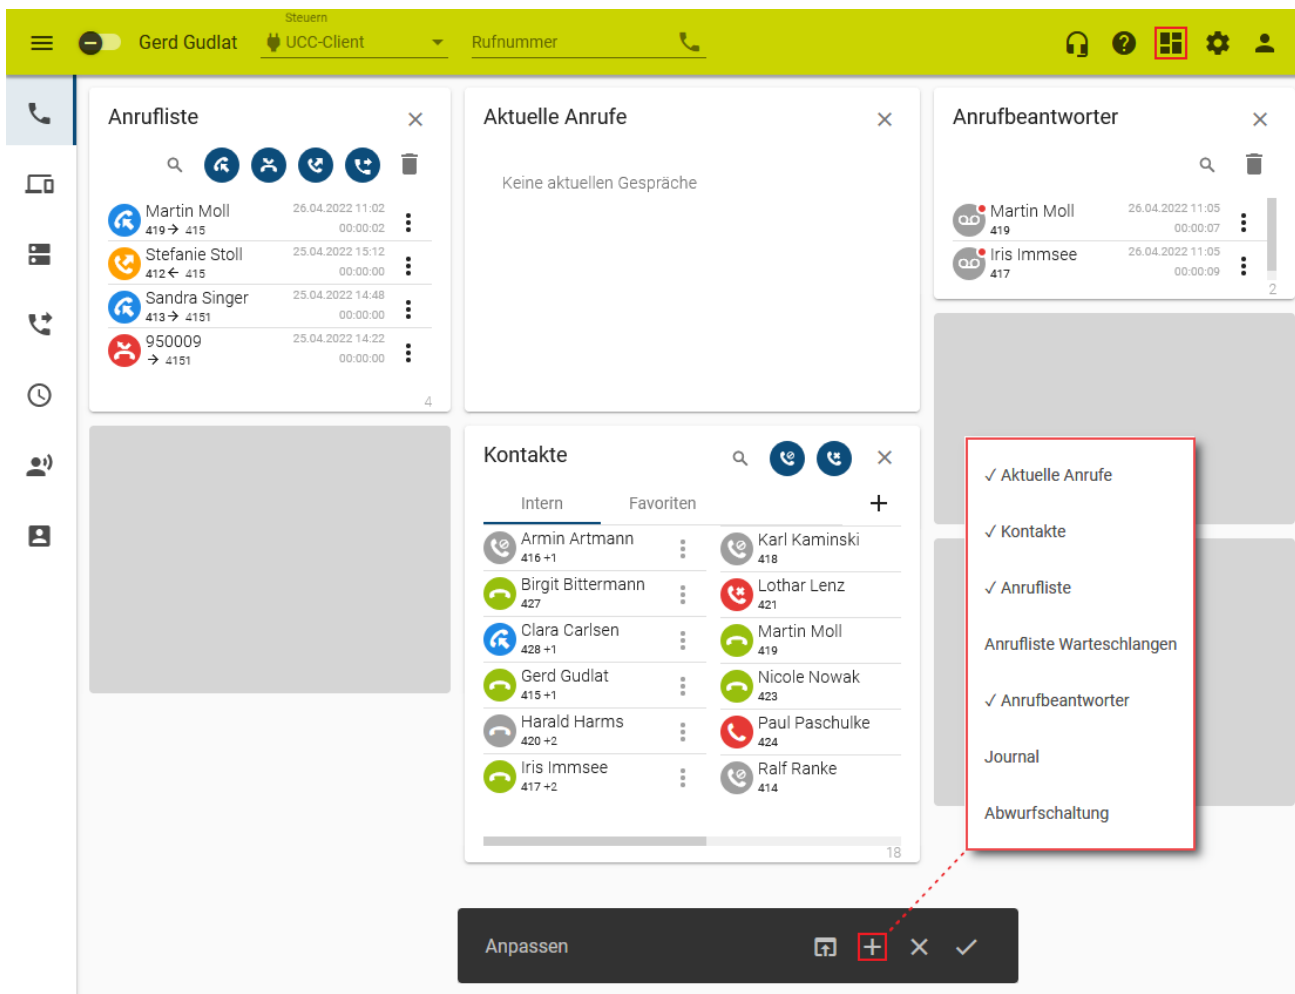 Steuern
Gerd Gudlat
UCC-Client
Rufnummer
Anrufliste
Martin Moll 26.04.2022 11:02
419 → 415 00:00:02
Stefanie Stoll 25.04.2022 15:12
412 ← 415 00:00:00
Sandra Singer 25.04.2022 14:48
413 → 4151 00:00:00
950009 25.04.2022 14:22
→ 4151 00:00:00
4
Aktuelle Anrufe
Keine aktuellen Gespräche
Anrufbeantworter
Martin Moll 26.04.2022 11:05
419 00:00:07
Iris Immsee 26.04.2022 11:05
417 00:00:09
2
Kontakte
Intern Favoriten
Armin Artmann
416 +1
Birgit Bittermann
427
Clara Carlsen
428 +1
Gerd Gudlat
415 +1
Harald Harms
420 +2
Iris Immsee
417 +2
Karl Kaminski
418
Lothar Lenz
421
Martin Moll
419
Nicole Nowak
423
Paul Paschulke
424
Ralf Ranke
414
18
✓ Aktuelle Anrufe
✓ Kontakte
✓ Anrufliste
Anrufliste Warteschlangen
✓ Anrufbeantworter
Journal
Abwurfschaltung
Anpassen